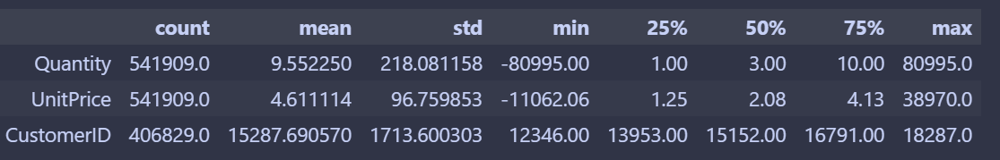 count mean std min 25% 50% 75% max
Quantity 541909.0 9.552250 218.081158 -80995.00 1.00 3.00 10.00 80995.0
UnitPrice 541909.0 4.611114 96.759853 -11062.06 1.25 2.08 4.13 38970.0
CustomerID 406829.0 15287.690570 1713.600303 12346.00 13953.00 15152.00 16791.00 18287.0